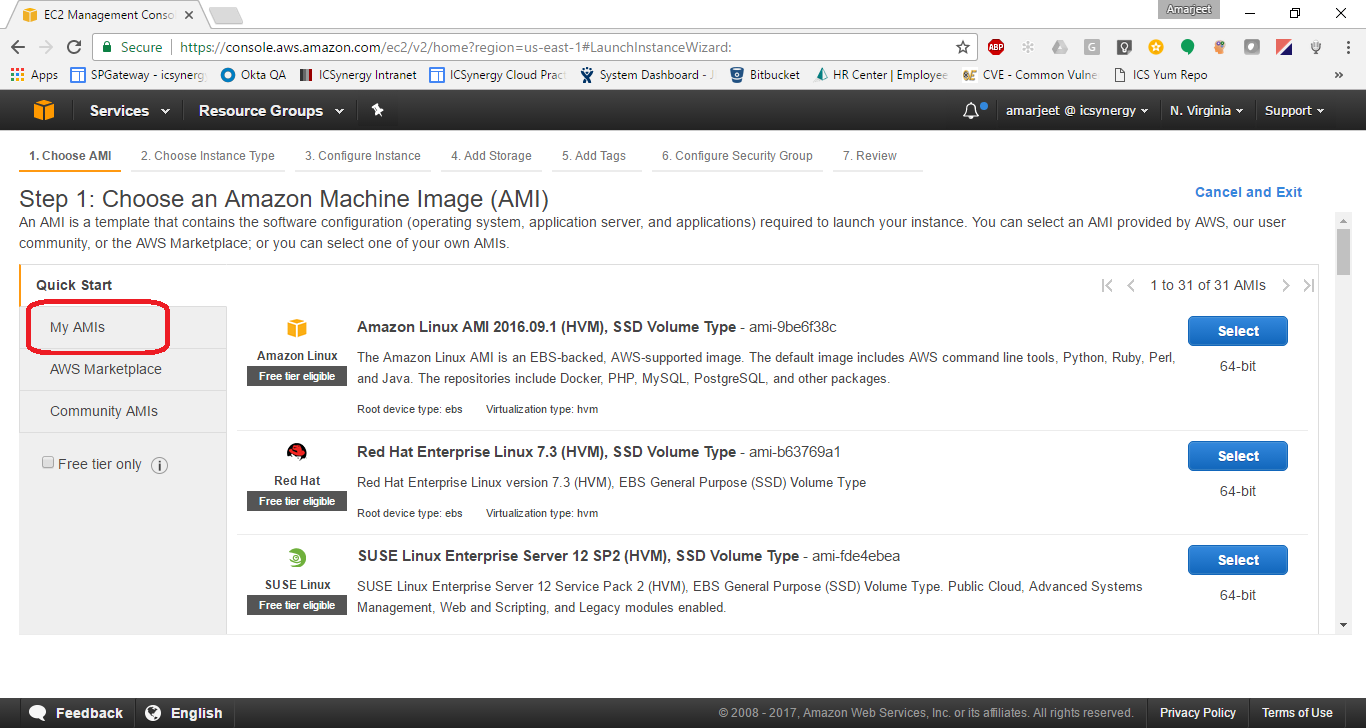 EC2 Management Conso
Amarjeet
Secure
https://console.aws.amazon.com/ec2/v2/home?region=us-east-1#LaunchInstanceWizard:
ABP
G
Apps
SPGateway - icsynerg
Okta QA
ICSynergy Intranet
ICSynergy Cloud Prac
System Dashboard - J
Bitbucket
HR Center | Employee
CVE - Common Vulne
ICS Yum Repo
»
Services
Resource Groups
amarjeet @ icsynergy
N. Virginia
Support
1. Choose AMI
2. Choose Instance Type
3. Configure Instance
4. Add Storage
5. Add Tags
6. Configure Security Group
7. Review
Step 1: Choose an Amazon Machine Image (AMI)
Cancel and Exit
An AMI is a template that contains the software configuration (operating system, application server, and applications) required to launch your instance. You can select an AMI provided by AWS, our user
community, or the AWS Marketplace; or you can select one of your own AMIs.
Quick Start
1 to 31 of 31 AMIs
My AMIs
AWS Marketplace
Community AMIs
Free tier only
i
Amazon Linux
Free tier eligible
Amazon Linux AMI 2016.09.1 (HVM), SSD Volume Type - ami-9be6f38c
The Amazon Linux AMI is an EBS-backed, AWS-supported image. The default image includes AWS command line tools, Python, Ruby, Perl,
and Java. The repositories include Docker, PHP, MySQL, PostgreSQL, and other packages.
Root device type: ebs
Virtualization type: hvm
Select
64-bit
Red Hat
Free tier eligible
Red Hat Enterprise Linux 7.3 (HVM), SSD Volume Type - ami-b63769a1
Red Hat Enterprise Linux version 7.3 (HVM), EBS General Purpose (SSD) Volume Type
Root device type: ebs
Virtualization type: hvm
Select
64-bit
SUSE Linux
Free tier eligible
SUSE Linux Enterprise Server 12 SP2 (HVM), SSD Volume Type - ami-fde4ebea
SUSE Linux Enterprise Server 12 Service Pack 2 (HVM), EBS General Purpose (SSD) Volume Type. Public Cloud, Advanced Systems
Management, Web and Scripting, and Legacy modules enabled.
Select
64-bit
Feedback
English
© 2008 - 2017, Amazon Web Services, Inc. or its affiliates. All rights reserved.
Privacy Policy
Terms of Use